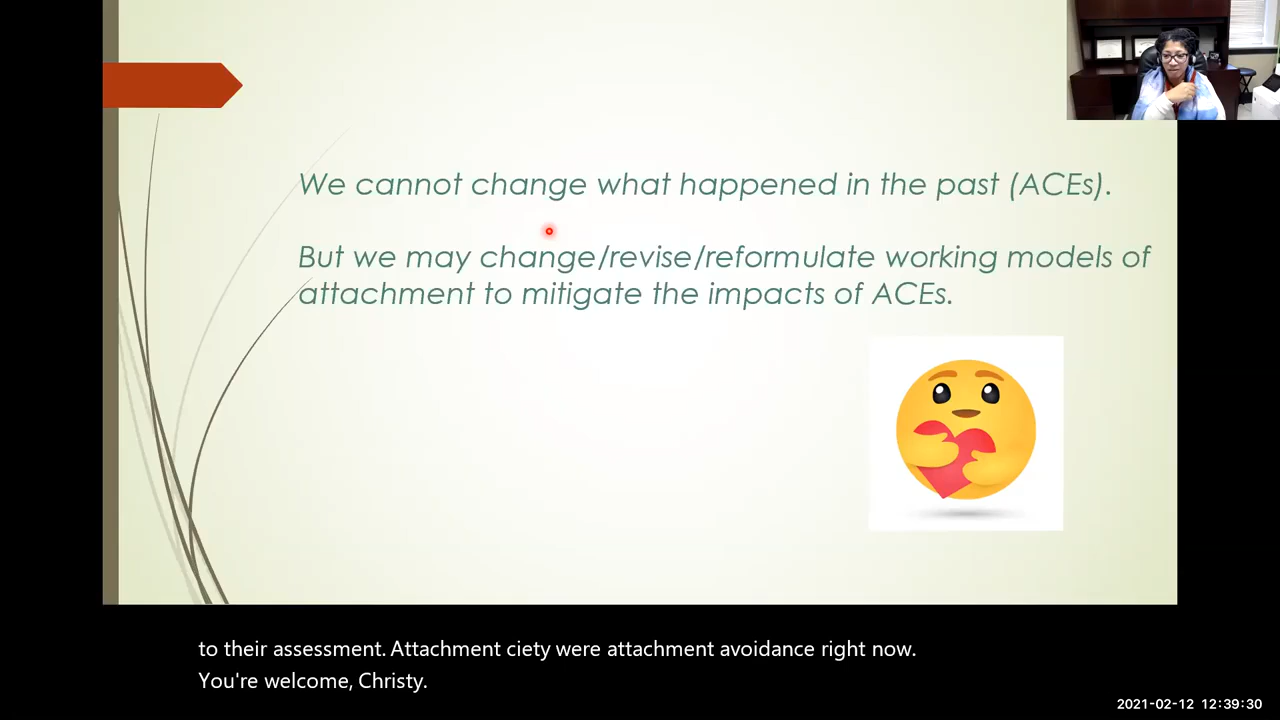 We cannot change what happened in the past (ACEs).
But we may change/revise/reformulate working models of
attachment to mitigate the impacts of ACEs.
to their assessment. Attachment ciety were attachment avoidance right now.
You're welcome, Christy.
2021-02-12 12:39:30